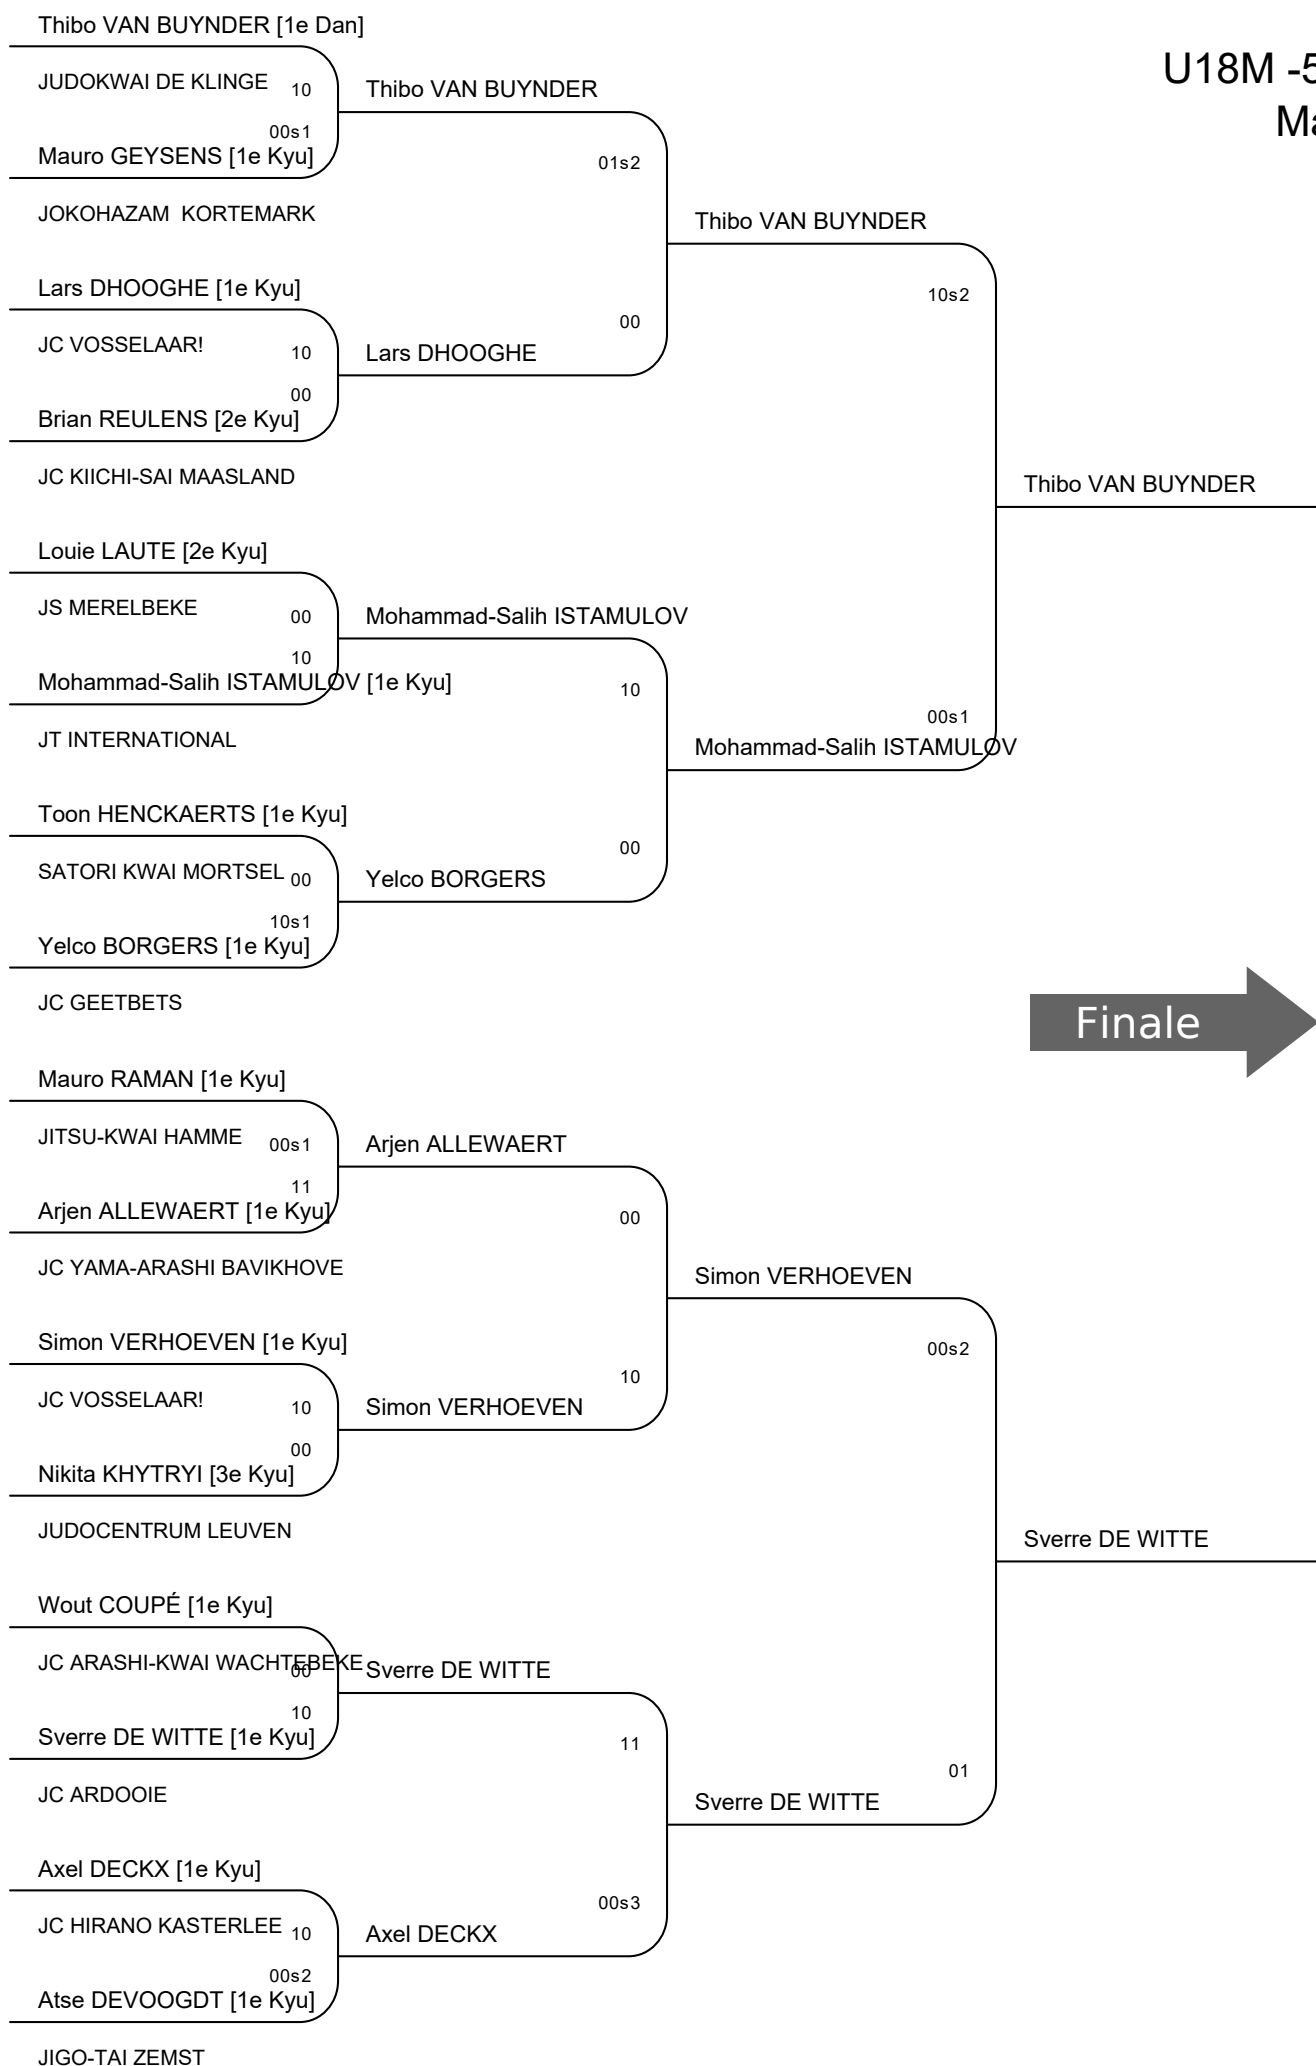 Thibo VAN BUYNDER [1e Dan]
JUDOKWAI DE KLINGE
10
00s1
Mauro GEYSENS [1e Kyu]
JOKOHAZAM KORTEMARK
Lars DHOOGHE [1e Kyu]
JC VOSSELAAR!
10
00
Brian REULENS [2e Kyu]
JC KIICHI-SAI MAASLAND
Louie LAUTE [2e Kyu]
JS MERELBEKE
00
10
Mohammad-Salih ISTAMULOV [1e Kyu]
JT INTERNATIONAL
Toon HENCKAERTS [1e Kyu]
SATORI KWAI MORTSEL
00
10s1
Yelco BORGERS [1e Kyu]
JC GEETBETS
Mauro RAMAN [1e Kyu]
JITSU-KWAI HAMME
00s1
11
Arjen ALLEWAERT [1e Kyu]
JC YAMA-ARASHI BAVIKHOVE
Simon VERHOEVEN [1e Kyu]
JC VOSSELAAR!
10
00
Nikita KHYTRYI [3e Kyu]
JUDOCENTRUM LEUVEN
Wout COUPÉ [1e Kyu]
JC ARASHI-KWAI WACHTEBEKE
00
10
Sverre DE WITTE [1e Kyu]
JC ARDOOIE
Axel DECKX [1e Kyu]
JC HIRANO KASTERLEE
10
00s2
Atse DEVOOGDT [1e Kyu]
JIGO-TAI ZEMST
Thibo VAN BUYNDER
01s2
00
Lars DHOOGHE
Mohammad-Salih ISTAMULOV
10
00
Yelco BORGERS
Arjen ALLEWAERT
00
10
Simon VERHOEVEN
Sverre DE WITTE
11
00s3
Axel DECKX
Thibo VAN BUYNDER
10s2
00s1
Mohammad-Salih ISTAMULOV
Simon VERHOEVEN
00s2
01
Sverre DE WITTE
U18M -5
Ma
Thibo VAN BUYNDER
Finale
Sverre DE WITTE